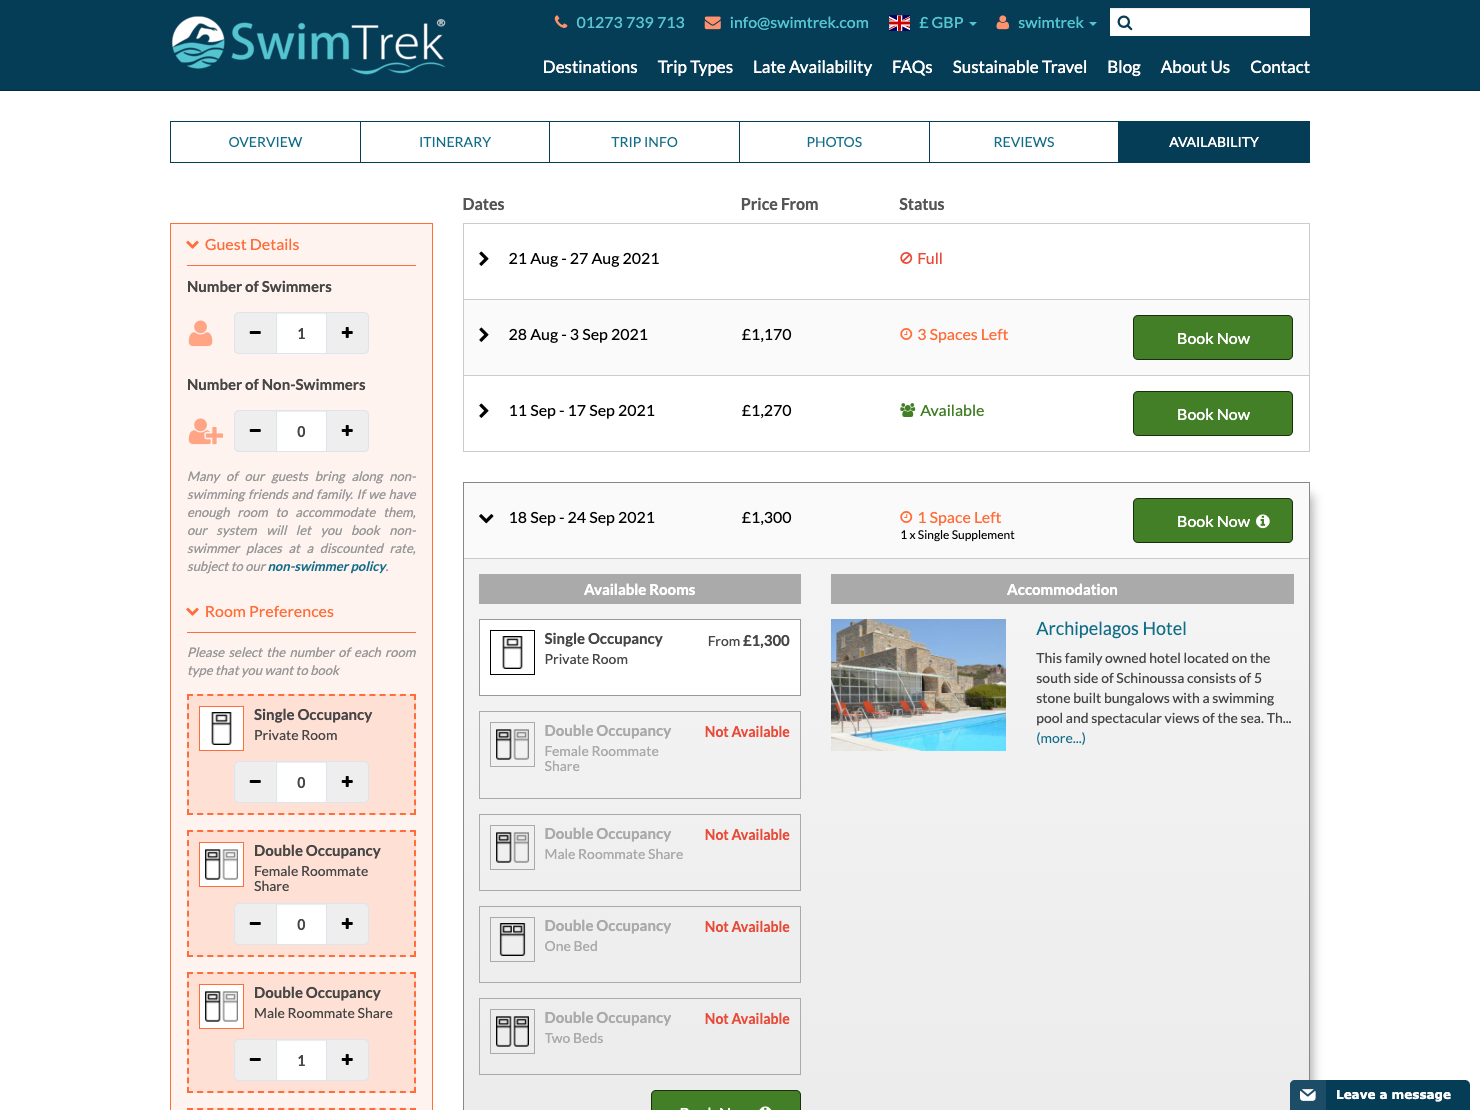 SwimTrek®
01273 739 713
info@swimtrek.com
£ GBP
swimtrek
Destinations
Trip Types
Late Availability
FAQs
Sustainable Travel
Blog
About Us
Contact
OVERVIEW
ITINERARY
TRIP INFO
PHOTOS
REVIEWS
AVAILABILITY
Guest Details
Number of Swimmers
1
Number of Non-Swimmers
0
Many of our guests bring along non-
swimming friends and family. If we have
enough room to accommodate them,
our system will let you book non-
swimmer places at a discounted rate,
subject to our non-swimmer policy.
Room Preferences
Please select the number of each room
type that you want to book
Single Occupancy
Private Room
0
Double Occupancy
Female Roommate
Share
0
Double Occupancy
Male Roommate Share
1
Dates
Price From
Status
21 Aug - 27 Aug 2021
Full
28 Aug - 3 Sep 2021
£1,170
3 Spaces Left
Book Now
11 Sep - 17 Sep 2021
£1,270
Available
Book Now
18 Sep - 24 Sep 2021
£1,300
1 Space Left
1 x Single Supplement
Book Now
Available Rooms
Single Occupancy
Private Room
From £1,300
Double Occupancy
Female Roommate
Share
Not Available
Double Occupancy
Male Roommate Share
Not Available
Double Occupancy
One Bed
Not Available
Double Occupancy
Two Beds
Not Available
Book Now
Accommodation
Archipelagos Hotel
This family owned hotel located on the
south side of Schinoussa consists of 5
stone built bungalows with a swimming
pool and spectacular views of the sea. Th...
(more...)
Leave a message